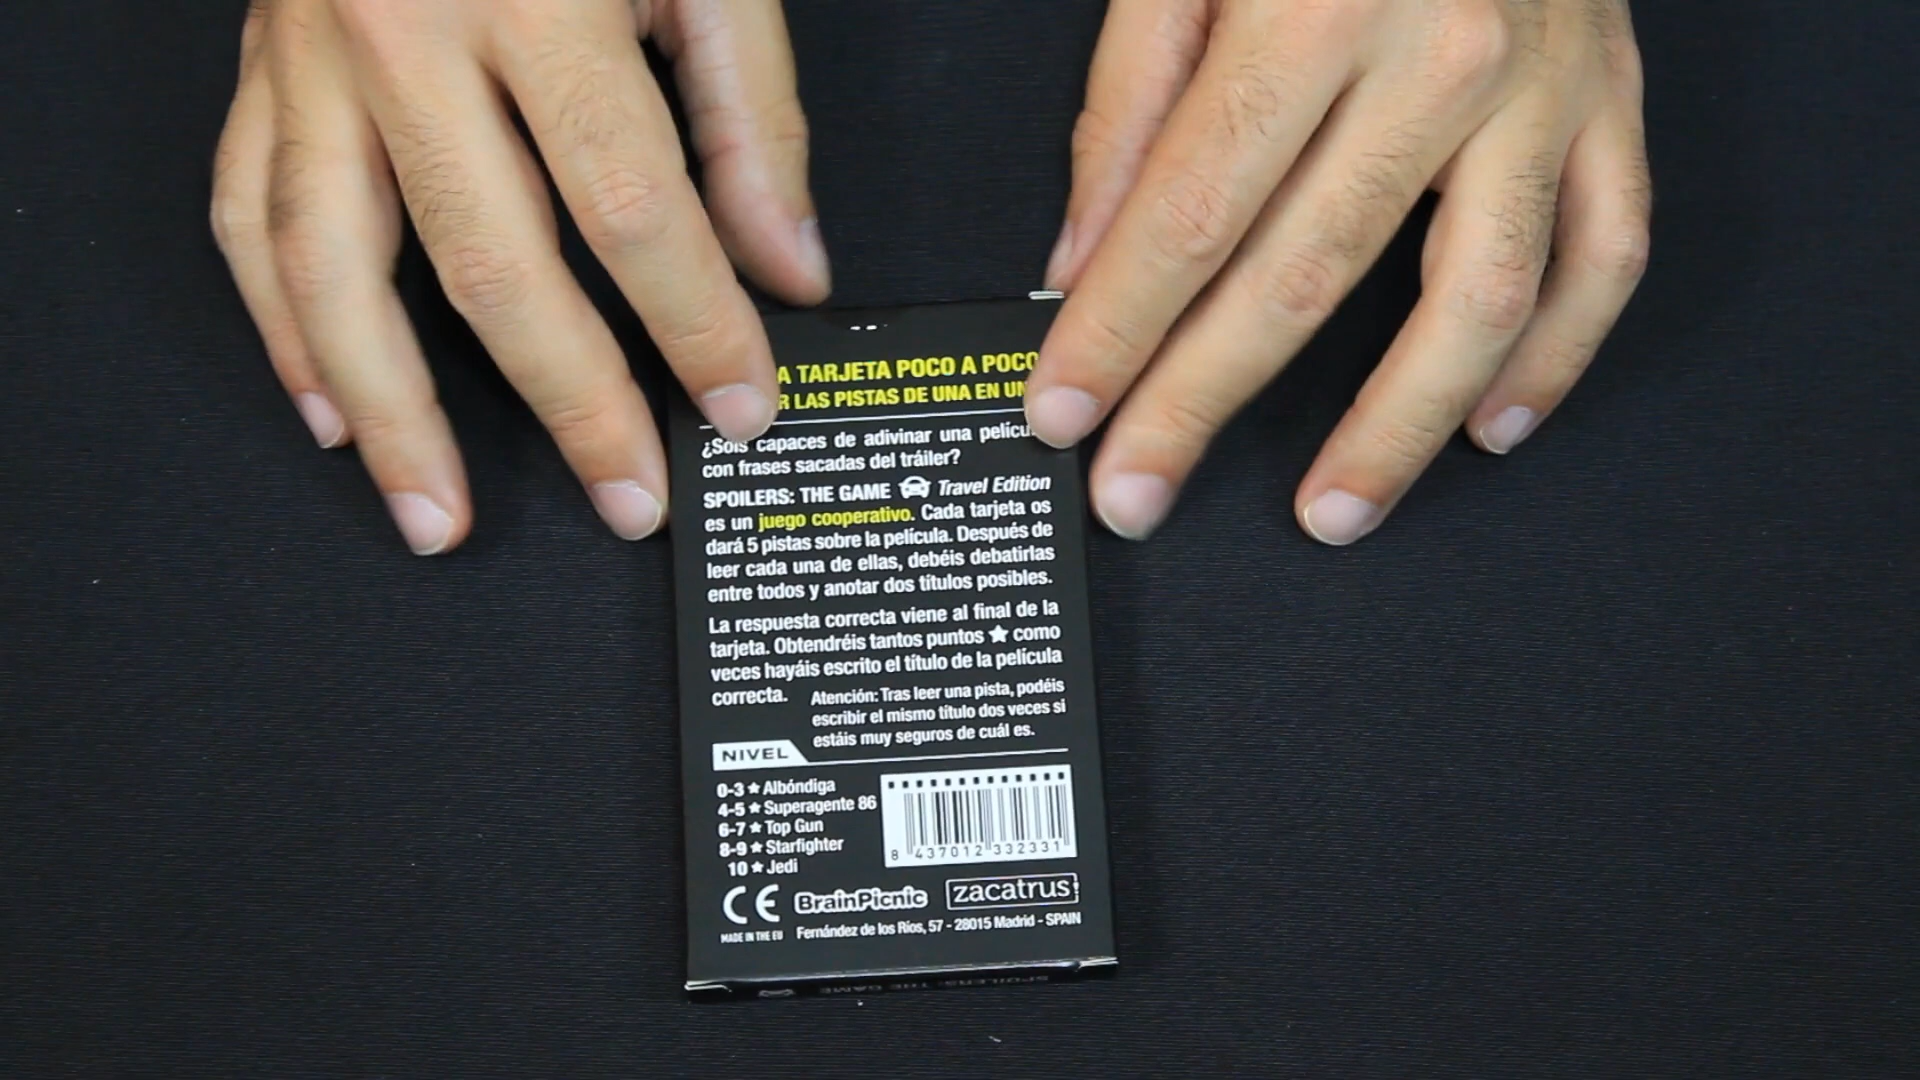 A TARJETA POCO A POCO
LAS PISTAS DE UNA EN
¿Sois capaces de adivinar una
con frases sacadas del tráiler?
SPOILERS: THE GAME Travel Edition
es un juego cooperativo. Cada tarjeta os
dará 5 pistas sobre la película. Después de
leer cada una de ellas, debéis debatirlas
entre todos y anotar dos títulos posibles.
La respuesta correcta viene al final de la
tarjeta. Obtendréis tantos puntos ★ como
veces hayáis escrito el título de la película
correcta.
Atención: Tras leer una pista, podéis
escribir el mismo título dos veces si
estáis muy seguros de cuál es.
NIVEL
0-3 ★ Albóndiga
4-5 ★ Superagente 86
6-7 ★ Top Gun
8-9 ★ Starfighter
10 ★ Jedi
8 437012 332331
CE BrainPicnic zacatrus!
MADE IN THE EU Fernández de los Ríos, 57 - 28015 Madrid - SPAIN
SPOILERS: THE GAME